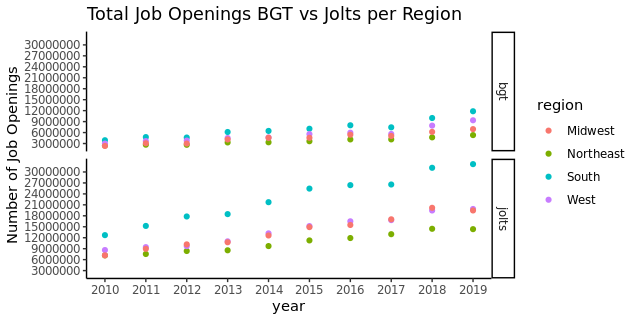 Total Job Openings BGT vs Jolts per Region
Number of Job Openings
30000000
27000000
24000000
21000000
18000000
15000000
12000000
9000000
6000000
3000000
bgt
30000000
27000000
24000000
21000000
18000000
15000000
12000000
9000000
6000000
3000000
jolts
2010 2011 2012 2013 2014 2015 2016 2017 2018 2019
year
region
Midwest
Northeast
South
West